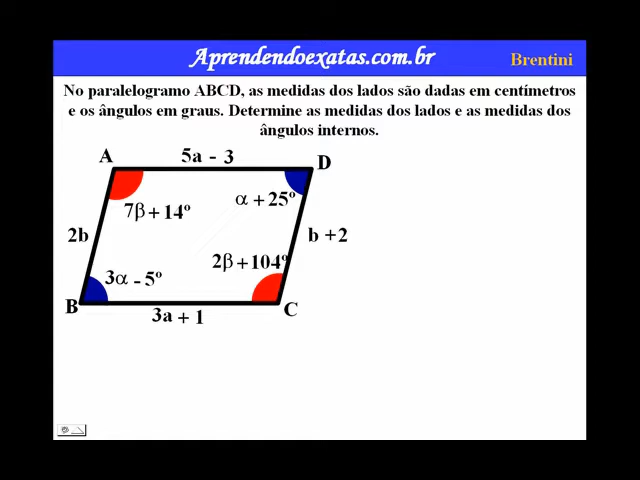 Aprendendoexatas.com.br
Brentini
No paralelogramo ABCD, as medidas dos lados são dadas em centímetros
e os ângulos em graus. Determine as medidas dos lados e as medidas dos
ângulos internos.
A
5a - 3
D
7β + 14º
α + 25º
2b
b + 2
2β + 104º
3α - 5º
B
3a + 1
C